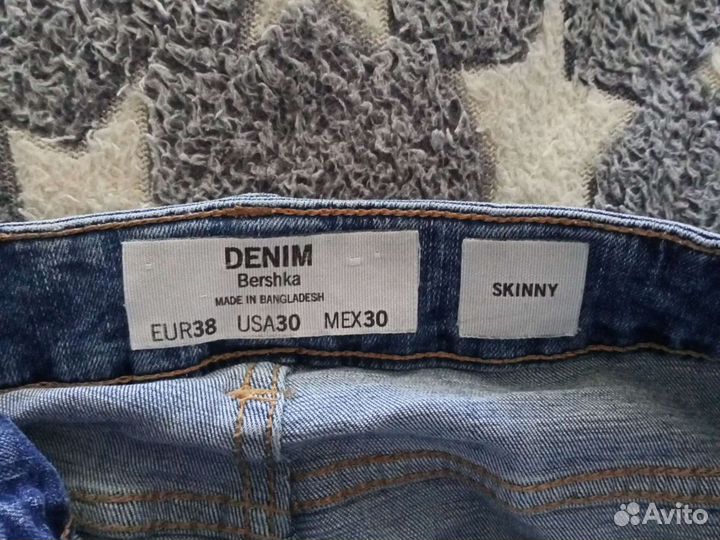 DENIM
Bershka
MADE IN BANGLADESH
EUR38 USA30 MEX30
SKINNY
Avito